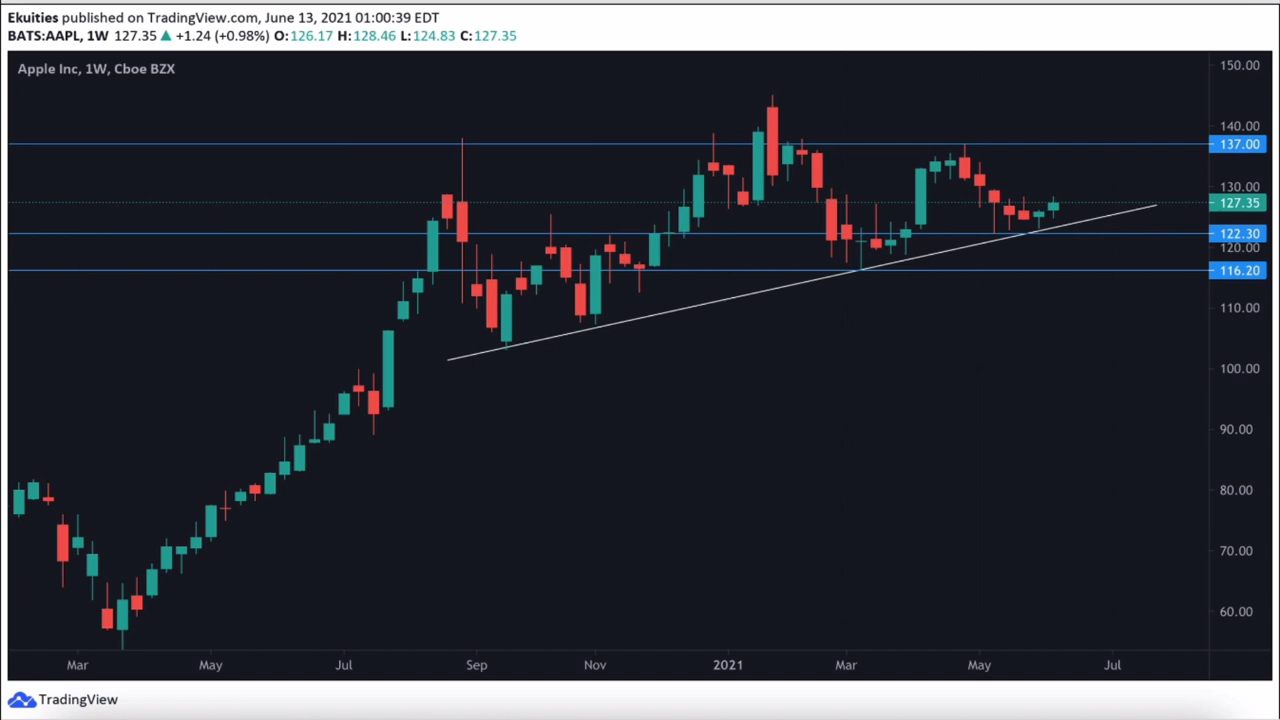 Ekuities published on TradingView.com, June 13, 2021 01:00:39 EDT
BATS:AAPL, 1W 127.35 ▲ +1.24 (+0.98%) O:126.17 H:128.46 L:124.83 C:127.35
Apple Inc, 1W, Cboe BZX
150.00
140.00
137.00
130.00
127.35
122.30
120.00
116.20
110.00
100.00
90.00
80.00
70.00
60.00
Mar May Jul Sep Nov 2021 Mar May Jul
TradingView